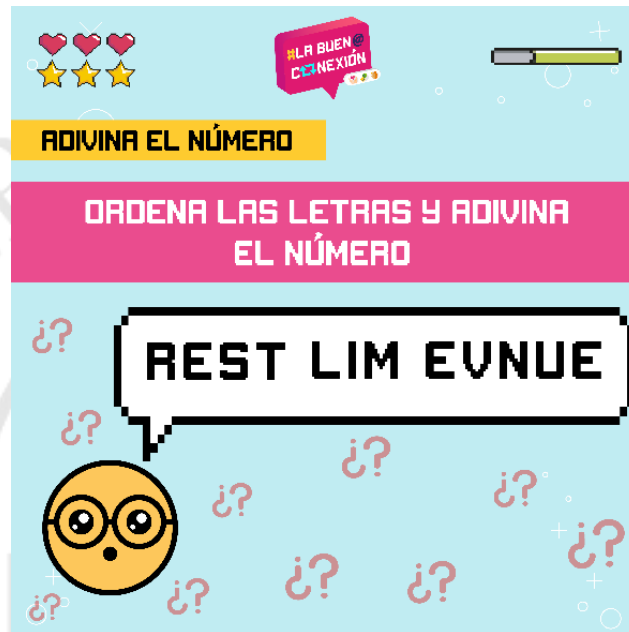 #LA BUEN@
CONEXIÓN
ADIVINA EL NÚMERO
ORDENA LAS LETRAS Y ADIVINA
EL NÚMERO
REST LIM EVNUE
¿?
¿?
¿?
¿?
¿?
¿?
¿?
¿?
¿?
¿?